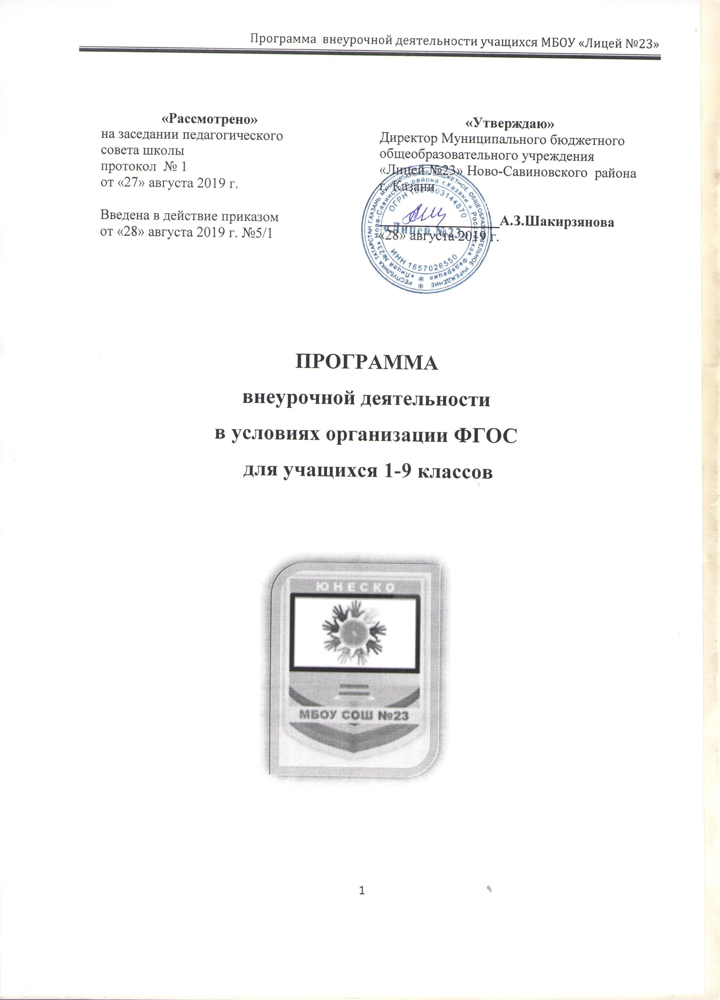 Программа внеурочной деятельности учащихся МБОУ «Лицей №23»
«Рассмотрено»
на заседании педагогического
совета школы
протокол № 1
от «27» августа 2019 г.
Введена в действие приказом
от «28» августа 2019 г. №5/1
«Утверждаю»
Директор Муниципального бюджетного
общеобразовательного учреждения
«Лицей №23» Ново-Савиновского района
г. Казани
А.З.Шакирзянова
«28» августа 2019 г.
РЕСПУБЛИКА ТАТАРСТАН Г.КАЗАНЬ МУНИЦИПАЛЬНОЕ БЮДЖЕТНОЕ ОБЩЕОБРАЗОВАТЕЛЬНОЕ УЧРЕЖДЕНИЕ
«Лицей №23» Ново-Савинского района г.Казани * Российская Федерация *
ОГРН 1021603144870
«Лицей №23»
ИНН 1657026550
ПРОГРАММА
внеурочной деятельности
в условиях организации ФГОС
для учащихся 1-9 классов
ЮНЕСКО
МБОУ СОШ №23
1